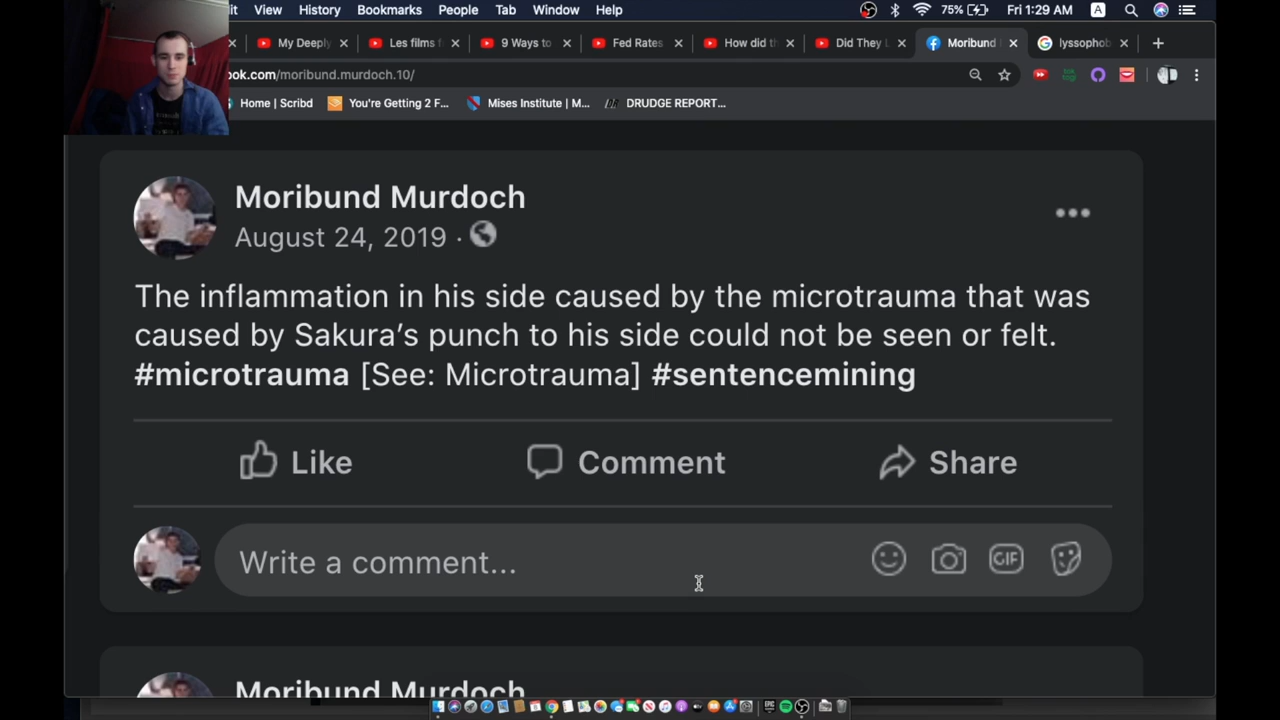 View History Bookmarks People Tab Window Help 75% Fri 1:29 AM A
My Deeply Les films 9 Ways to Fed Rates How did th Did They Moribund lyssophob
ook.com/moribund.murdoch.10/
Home | Scribd You're Getting 2 F... Mises Institute | M... DRUDGE REPORT...
Moribund Murdoch
August 24, 2019 ·
The inflammation in his side caused by the microtrauma that was
caused by Sakura’s punch to his side could not be seen or felt.
#microtrauma [See: Microtrauma] #sentencemining
Like Comment Share
Write a comment... GIF
Moribund Murdoch